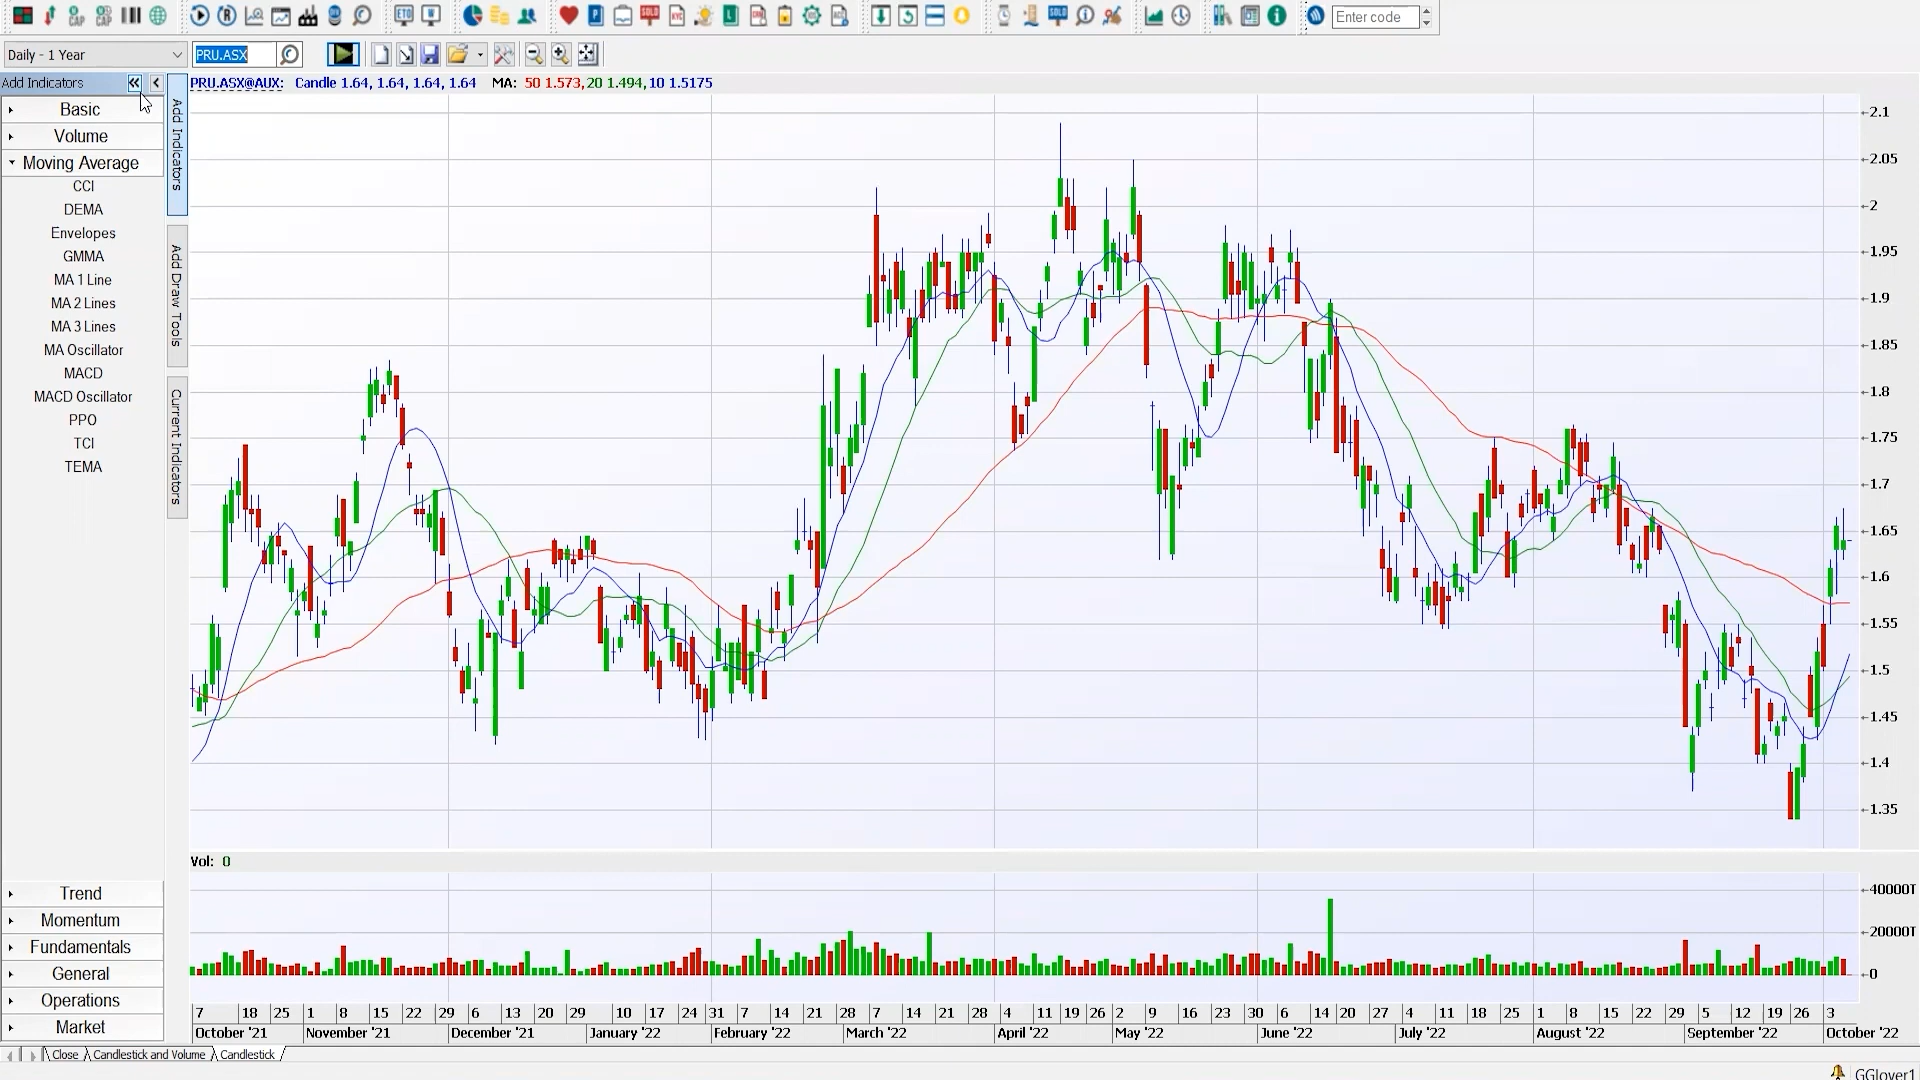 Enter code
Daily - 1 Year
PRU.ASX
Add Indicators
PRU.ASX@AUX: Candle 1.64, 1.64, 1.64, 1.64 MA: 50 1.573, 20 1.494, 10 1.5175
Basic
Volume
Moving Average
CCI
DEMA
Envelopes
GMMA
MA 1 Line
MA 2 Lines
MA 3 Lines
MA Oscillator
MACD
MACD Oscillator
PPO
TCI
TEMA
Trend
Momentum
Fundamentals
General
Operations
Market
Add Indicators
Add Draw Tools
Current Indicators
2.1
2.05
2
1.95
1.9
1.85
1.8
1.75
1.7
1.65
1.6
1.55
1.5
1.45
1.4
1.35
Vol: 0
40000T
20000T
0
7 18 25 1 8 15 22 29 6 13 20 29 10 17 24 31 7 14 21 28 7 14 21 28 4 11 19 26 2 9 16 23 30 6 14 20 27 4 11 18 25 1 8 15 22 29 5 12 19 26 3
October '21 November '21 December '21 January '22 February '22 March '22 April '22 May '22 June '22 July '22 August '22 September '22 October '22
Close Candlestick and Volume Candlestick
GGlover1